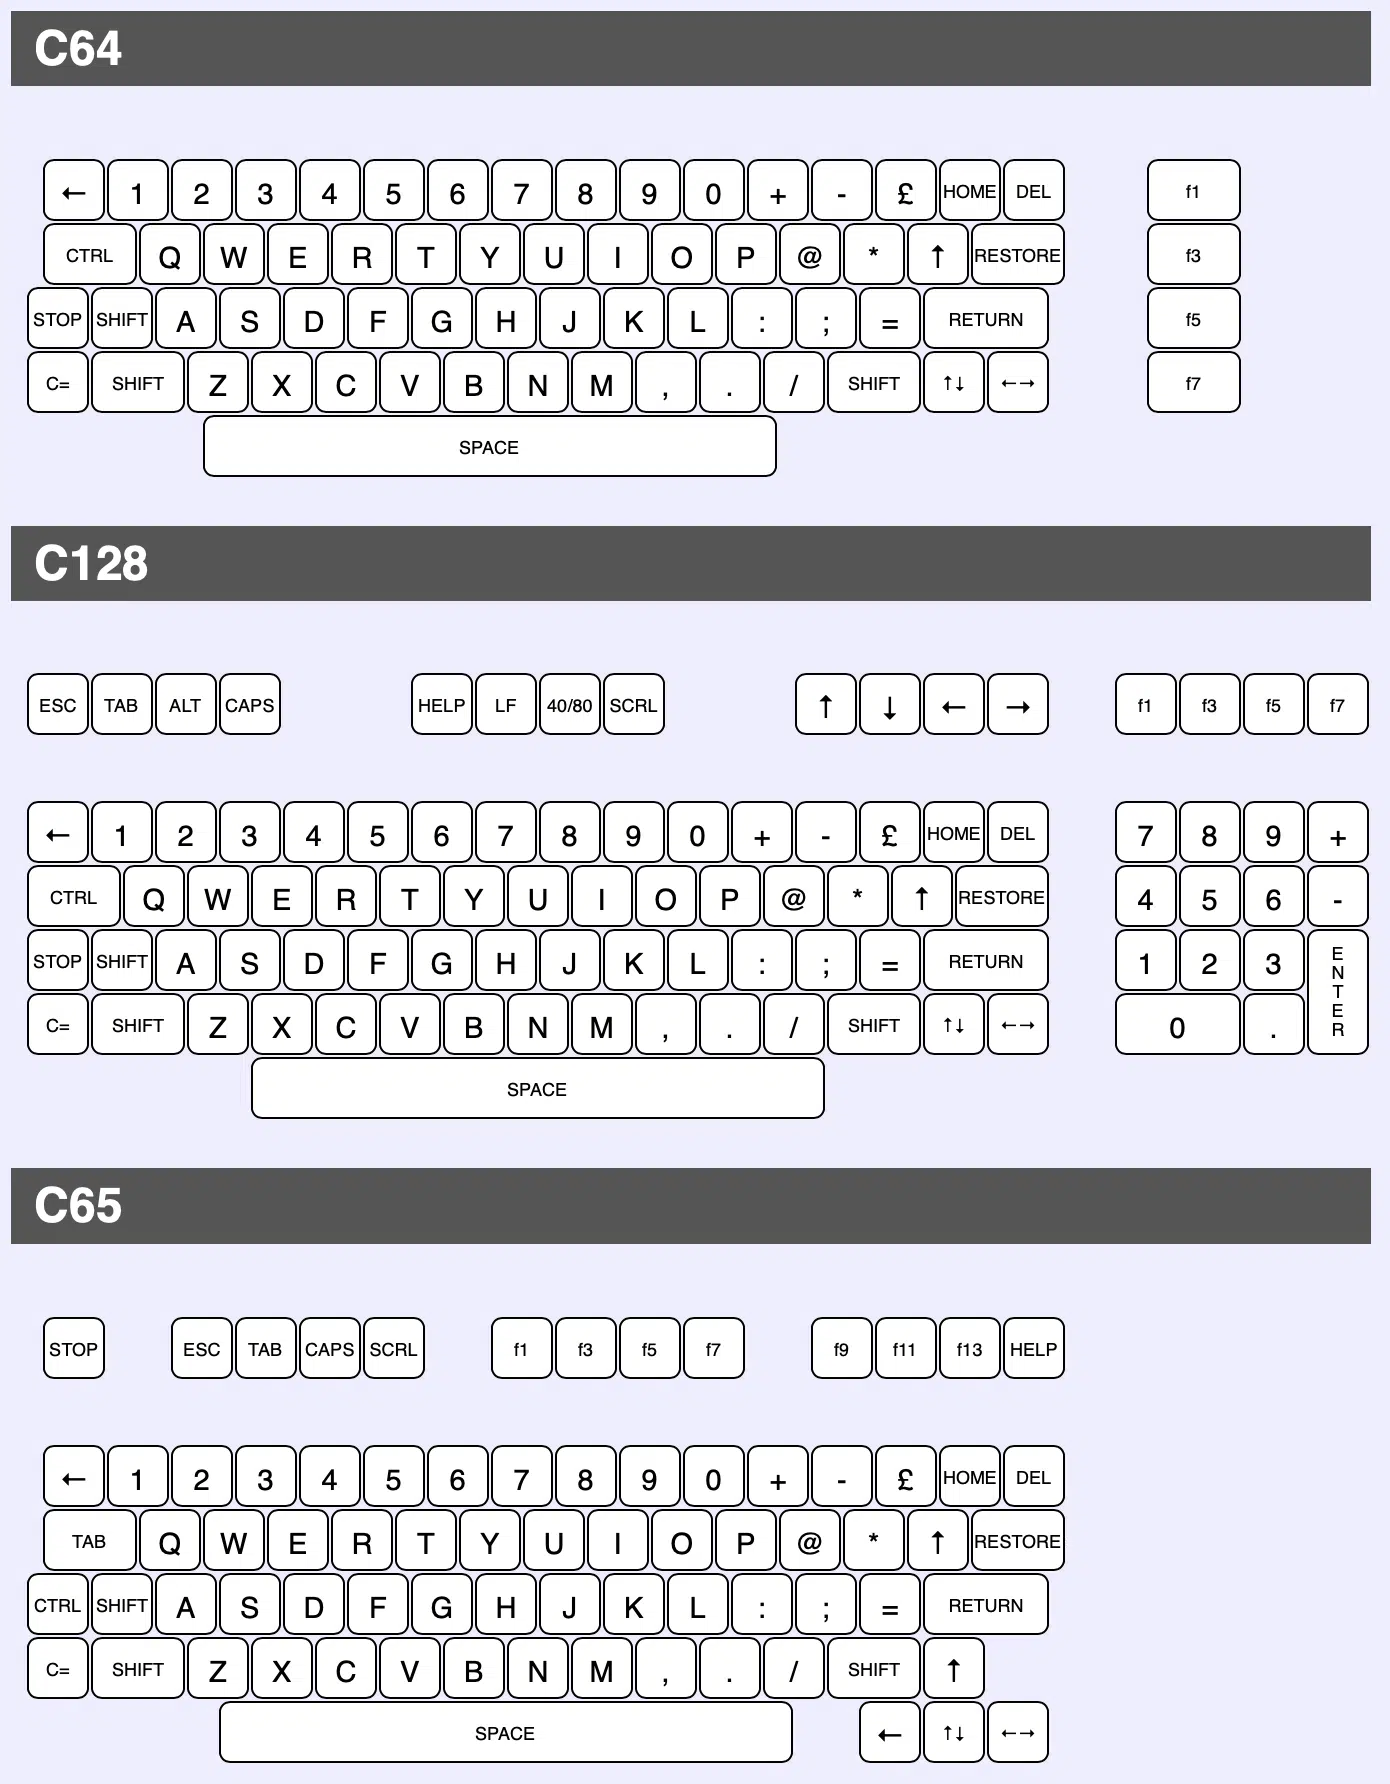 C64
← 1 2 3 4 5 6 7 8 9 0 + - £ HOME DEL f1
CTRL Q W E R T Y U I O P @ * ↑ RESTORE f3
STOP SHIFT A S D F G H J K L : ; = RETURN f5
C= SHIFT Z X C V B N M , . / SHIFT ↑↓ ←→ f7
SPACE
C128
ESC TAB ALT CAPS HELP LF 40/80 SCRL ↑ ↓ ← → f1 f3 f5 f7
← 1 2 3 4 5 6 7 8 9 0 + - £ HOME DEL 7 8 9 +
CTRL Q W E R T Y U I O P @ * ↑ RESTORE 4 5 6 -
STOP SHIFT A S D F G H J K L : ; = RETURN 1 2 3 ENTER
C= SHIFT Z X C V B N M , . / SHIFT ↑↓ ←→ 0 .
SPACE
C65
STOP ESC TAB CAPS SCRL f1 f3 f5 f7 f9 f11 f13 HELP
← 1 2 3 4 5 6 7 8 9 0 + - £ HOME DEL
TAB Q W E R T Y U I O P @ * ↑ RESTORE
CTRL SHIFT A S D F G H J K L : ; = RETURN
C= SHIFT Z X C V B N M , . / SHIFT ↑
SPACE ← ↑↓ ←→